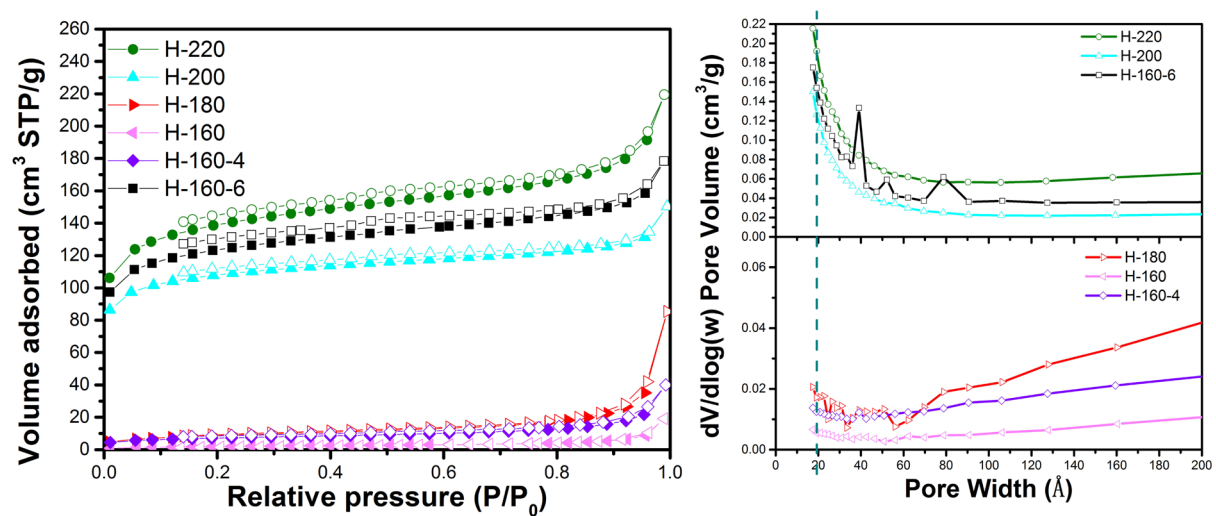 Volume adsorbed (cm³ STP/g)
260
240
220
200
180
160
140
120
100
80
60
40
20
0
H-220
H-200
H-180
H-160
H-160-4
H-160-6
0.0
0.2
0.4
0.6
0.8
1.0
Relative pressure (P/P₀)
dV/dlog(w) Pore Volume (cm³/g)
0.22
0.20
0.18
0.16
0.14
0.12
0.10
0.08
0.06
0.04
0.02
0.00
H-220
H-200
H-160-6
0.06
0.04
0.02
0.00
H-180
H-160
H-160-4
0
20
40
60
80
100
120
140
160
180
200
Pore Width (Å)